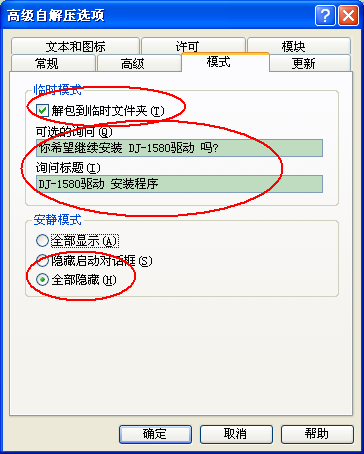 高级自解压选项
文本和图标 许可 模块
常规 高级 模式 更新
临时模式
解包到临时文件夹(T)
可选的询问(Q)
你希望继续安装 DJ-1580驱动 吗?
询问标题(I)
DJ-1580驱动 安装程序
安静模式
全部显示(A)
隐藏启动对话框(S)
全部隐藏(H)
确定 取消 帮助